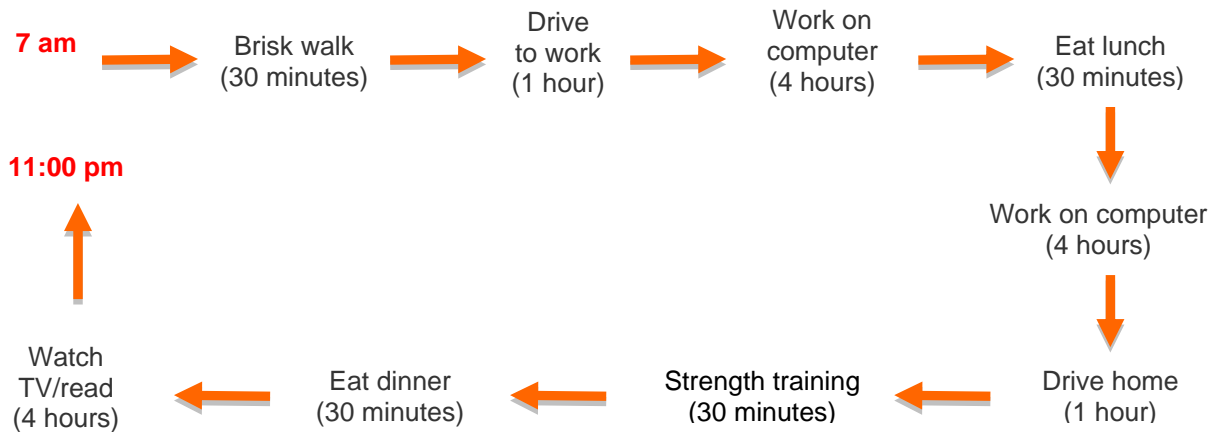 7 am
Brisk walk
(30 minutes)
Drive
to work
(1 hour)
Work on
computer
(4 hours)
Eat lunch
(30 minutes)
Work on computer
(4 hours)
Drive home
(1 hour)
Strength training
(30 minutes)
Eat dinner
(30 minutes)
Watch
TV/read
(4 hours)
11:00 pm